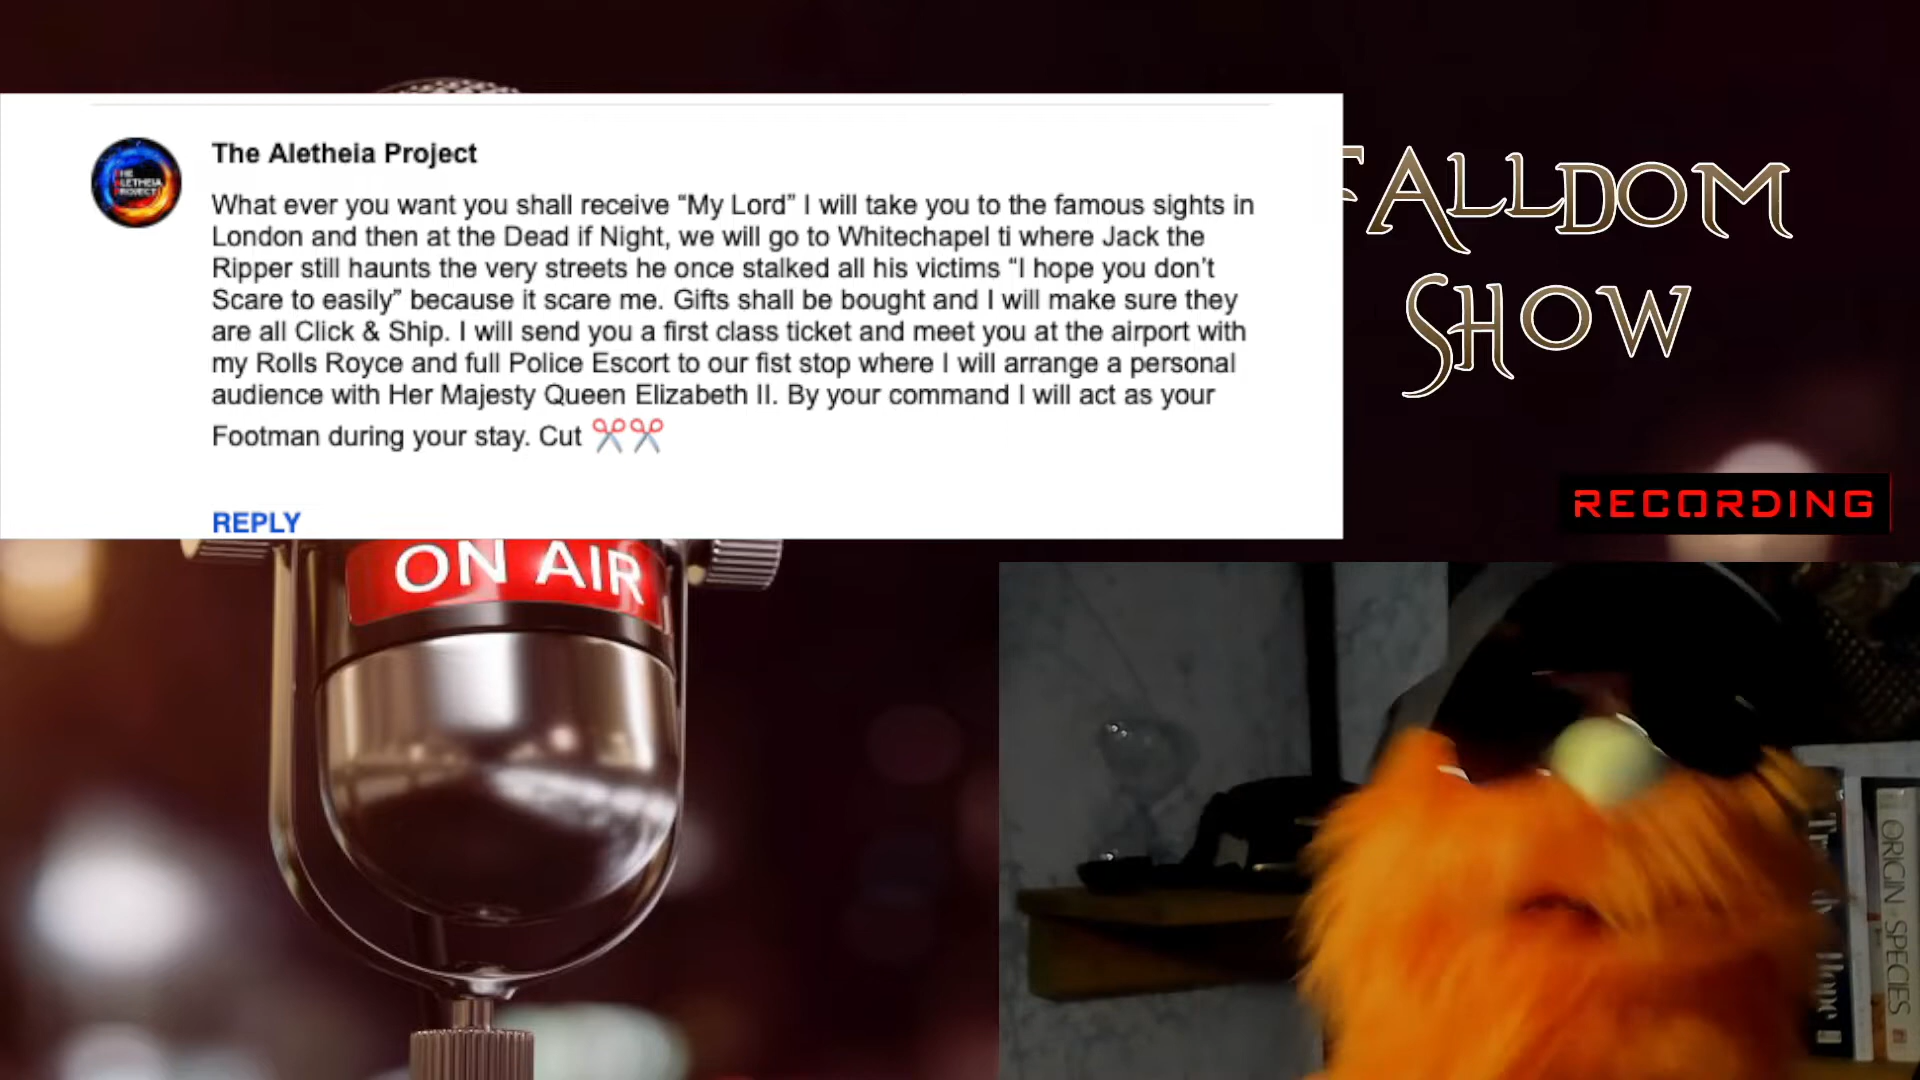 The Aletheia Project
What ever you want you shall receive “My Lord” I will take you to the famous sights in
London and then at the Dead if Night, we will go to Whitechapel ti where Jack the
Ripper still haunts the very streets he once stalked all his victims “I hope you don’t
Scare to easily” because it scare me. Gifts shall be bought and I will make sure they
are all Click & Ship. I will send you a first class ticket and meet you at the airport with
my Rolls Royce and full Police Escort to our fist stop where I will arrange a personal
audience with Her Majesty Queen Elizabeth II. By your command I will act as your
Footman during your stay. Cut ✂️✂️
REPLY
FALLDOM
SHOW
RECORDING
ON AIR
ORIGIN SPECIES